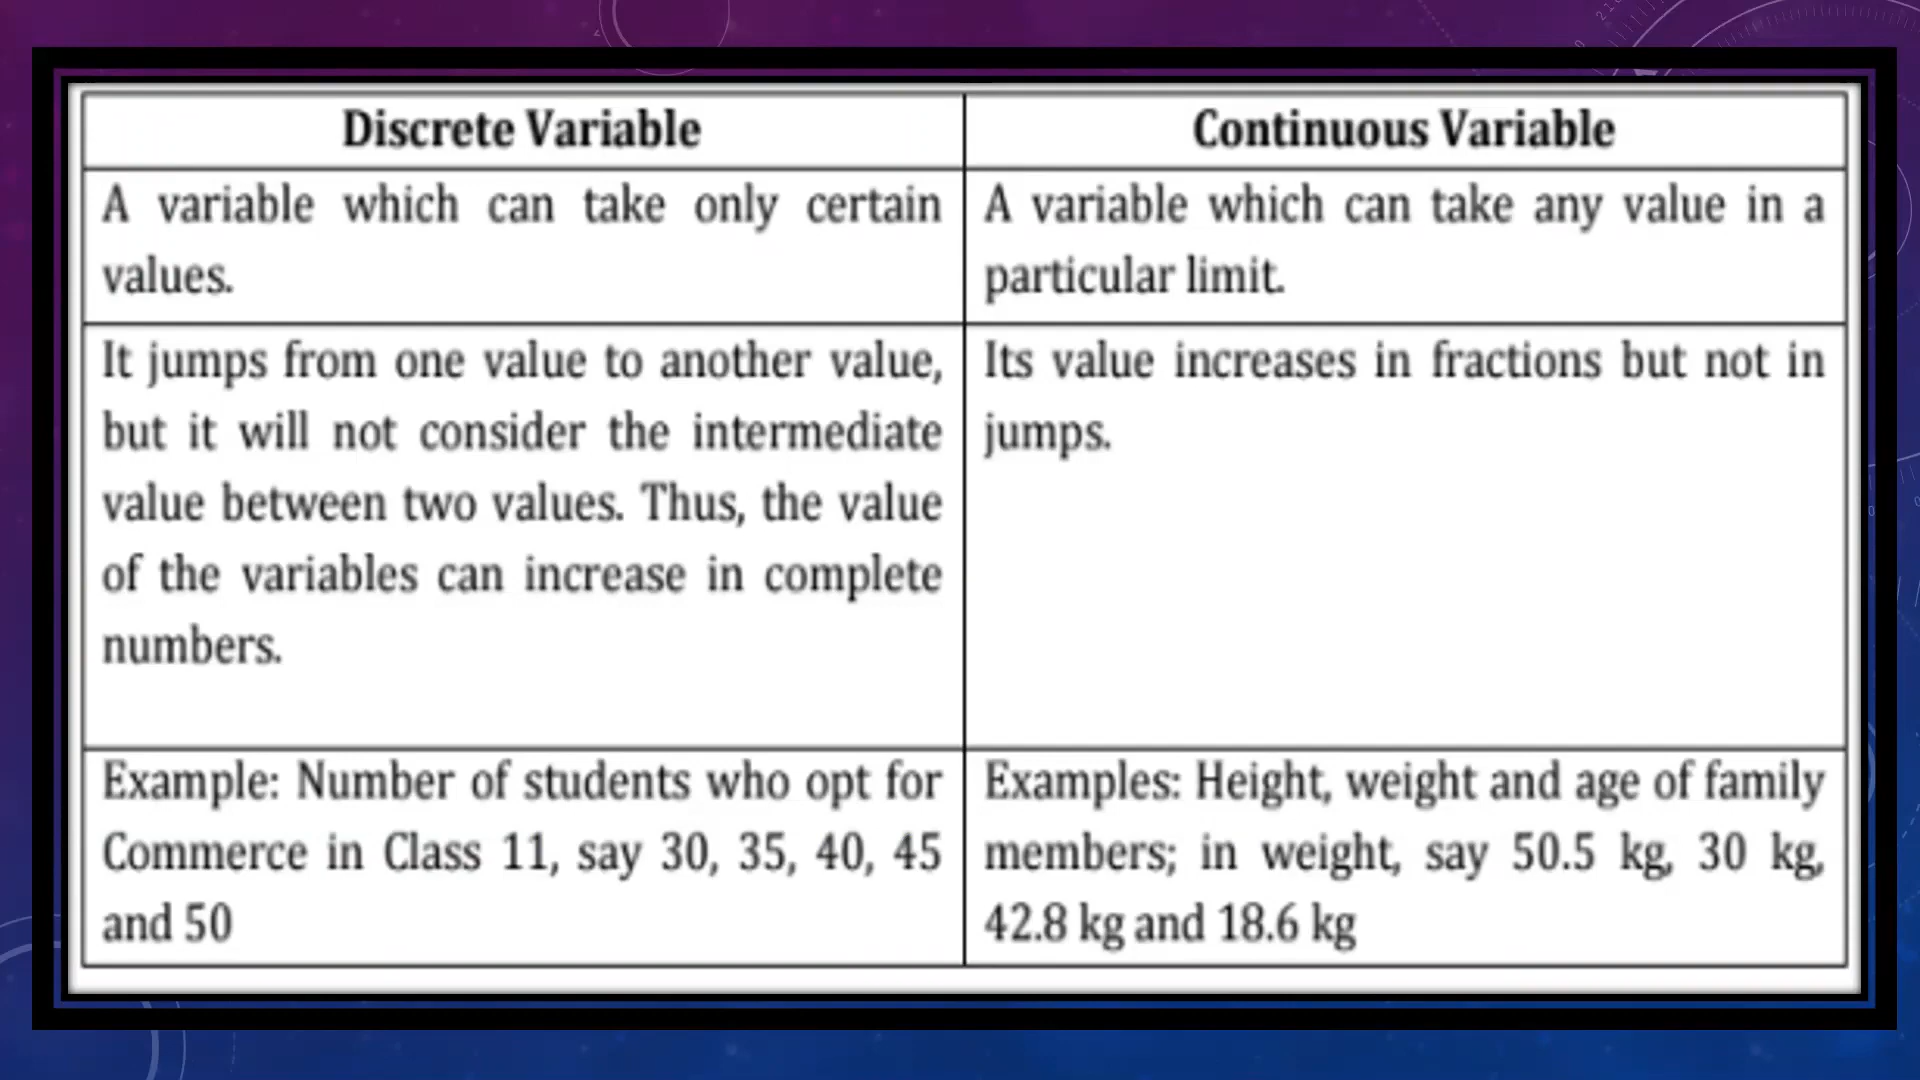 Discrete Variable
Continuous Variable
A variable which can take only certain
values.
A variable which can take any value in a
particular limit.
It jumps from one value to another value,
but it will not consider the intermediate
value between two values. Thus, the value
of the variables can increase in complete
numbers.
Its value increases in fractions but not in
jumps.
Example: Number of students who opt for
Commerce in Class 11, say 30, 35, 40, 45
and 50
Examples: Height, weight and age of family
members; in weight, say 50.5 kg, 30 kg,
42.8 kg and 18.6 kg